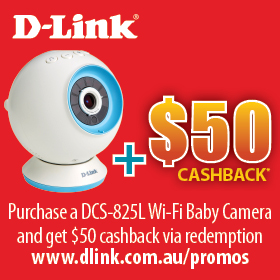 D-Link®
+ $50
CASHBACK*
Purchase a DCS-825L Wi-Fi Baby Camera
and get $50 cashback via redemption
www.dlink.com.au/promos